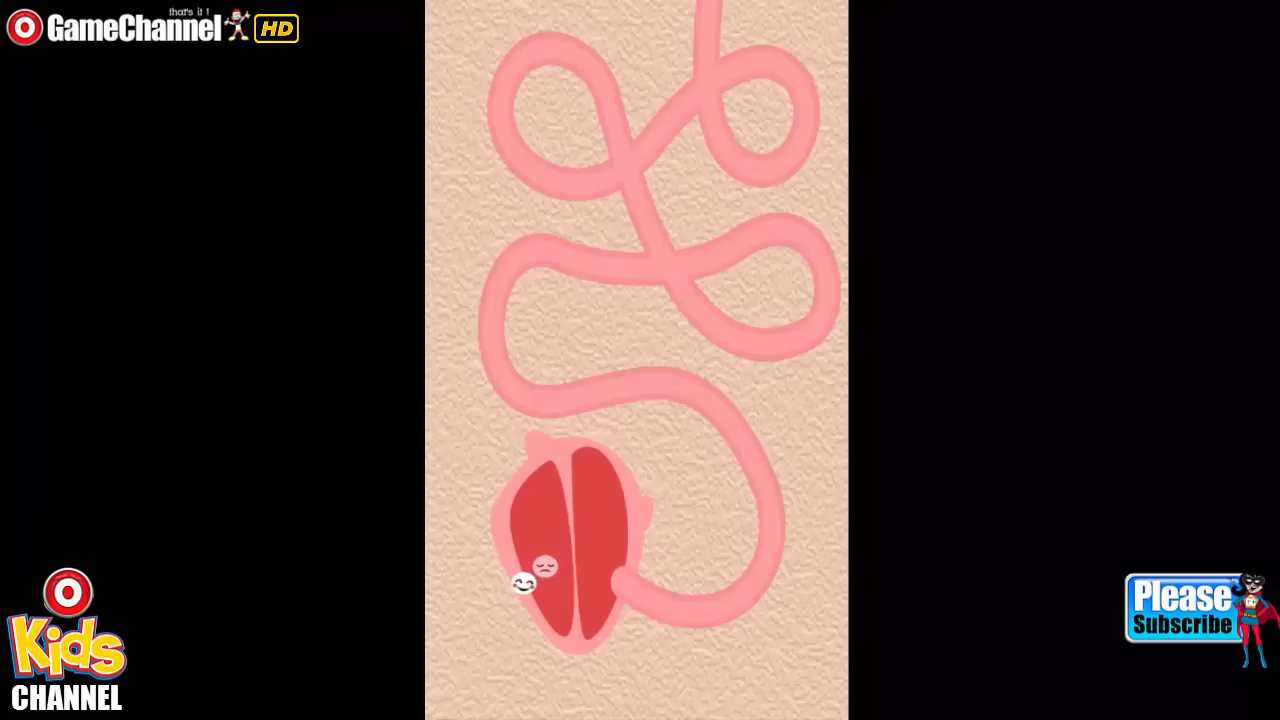 that's it !
GameChannel HD
Kids
CHANNEL
Please
Subscribe